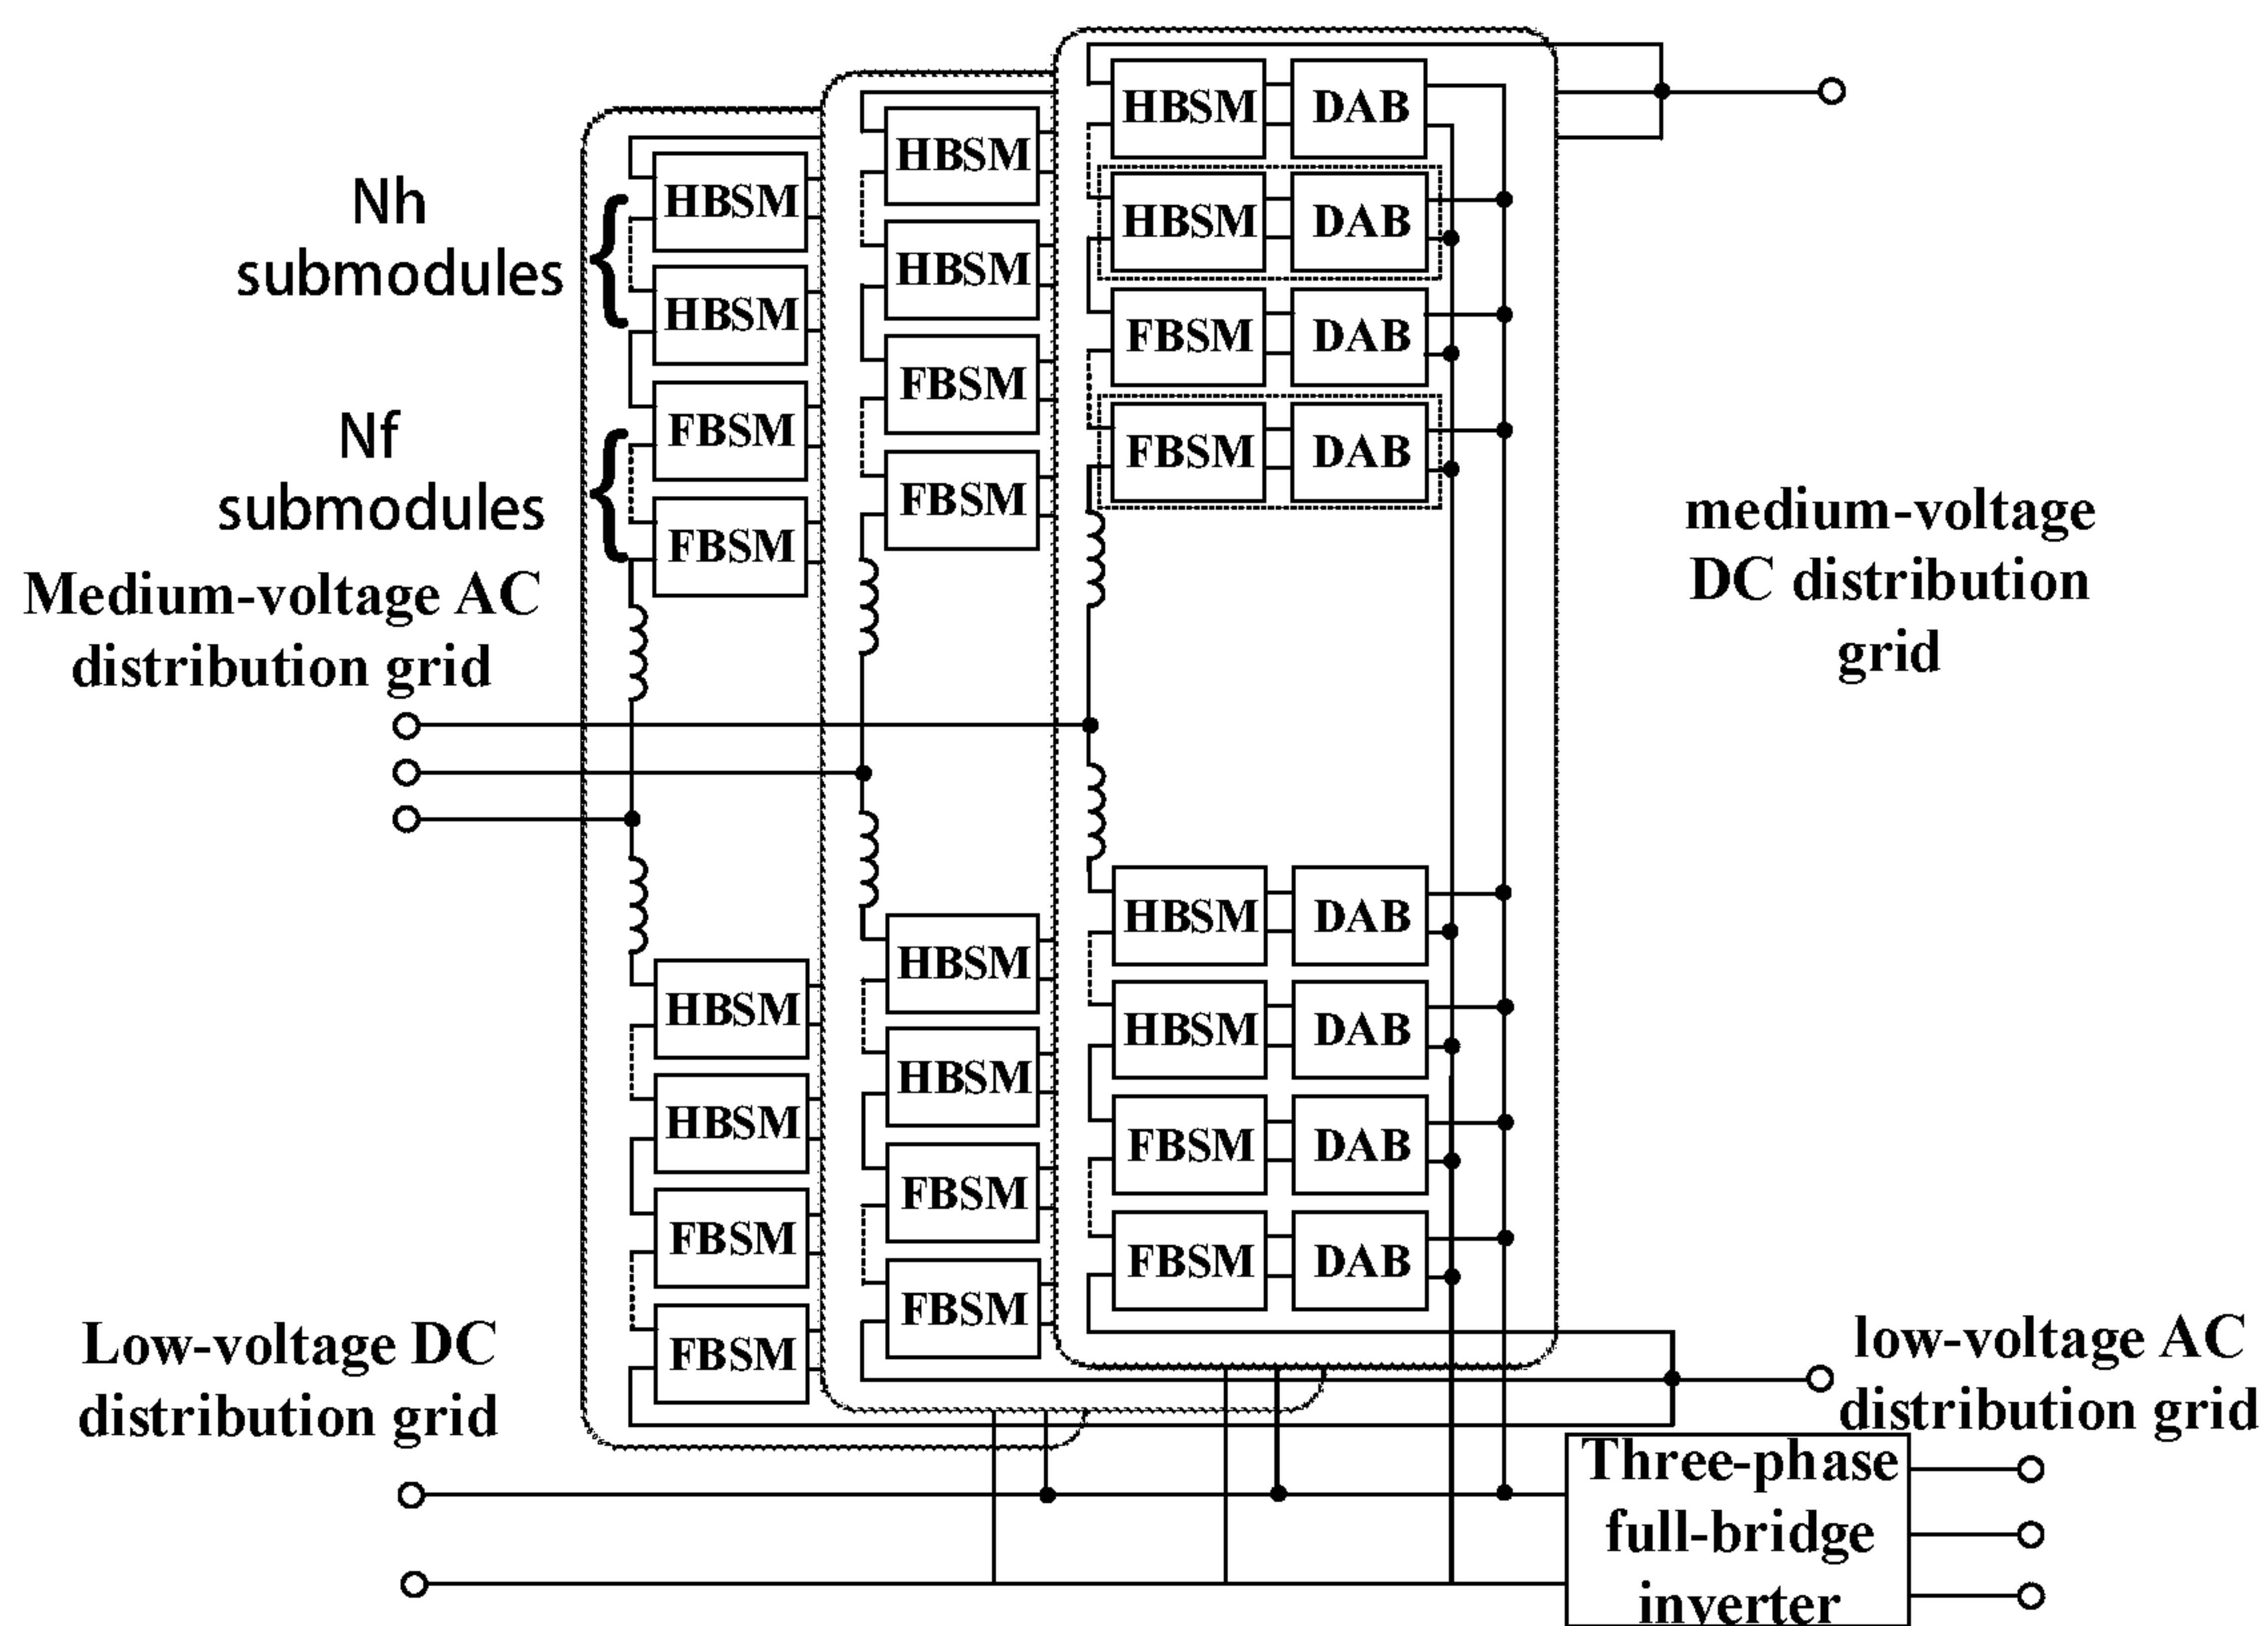 HBSM DAB
HBSM
HBSM
Nh
submodules
HBSM DAB
HBSM
HBSM
FBSM DAB
FBSM
FBSM
Nf
submodules
FBSM DAB
FBSM
FBSM
medium-voltage
DC distribution
grid
Medium-voltage AC
distribution grid
HBSM DAB
HBSM
HBSM
HBSM DAB
HBSM
HBSM
FBSM DAB
FBSM
FBSM
FBSM DAB
FBSM
FBSM
Low-voltage DC
distribution grid
low-voltage AC
distribution grid
Three-phase
full-bridge
inverter